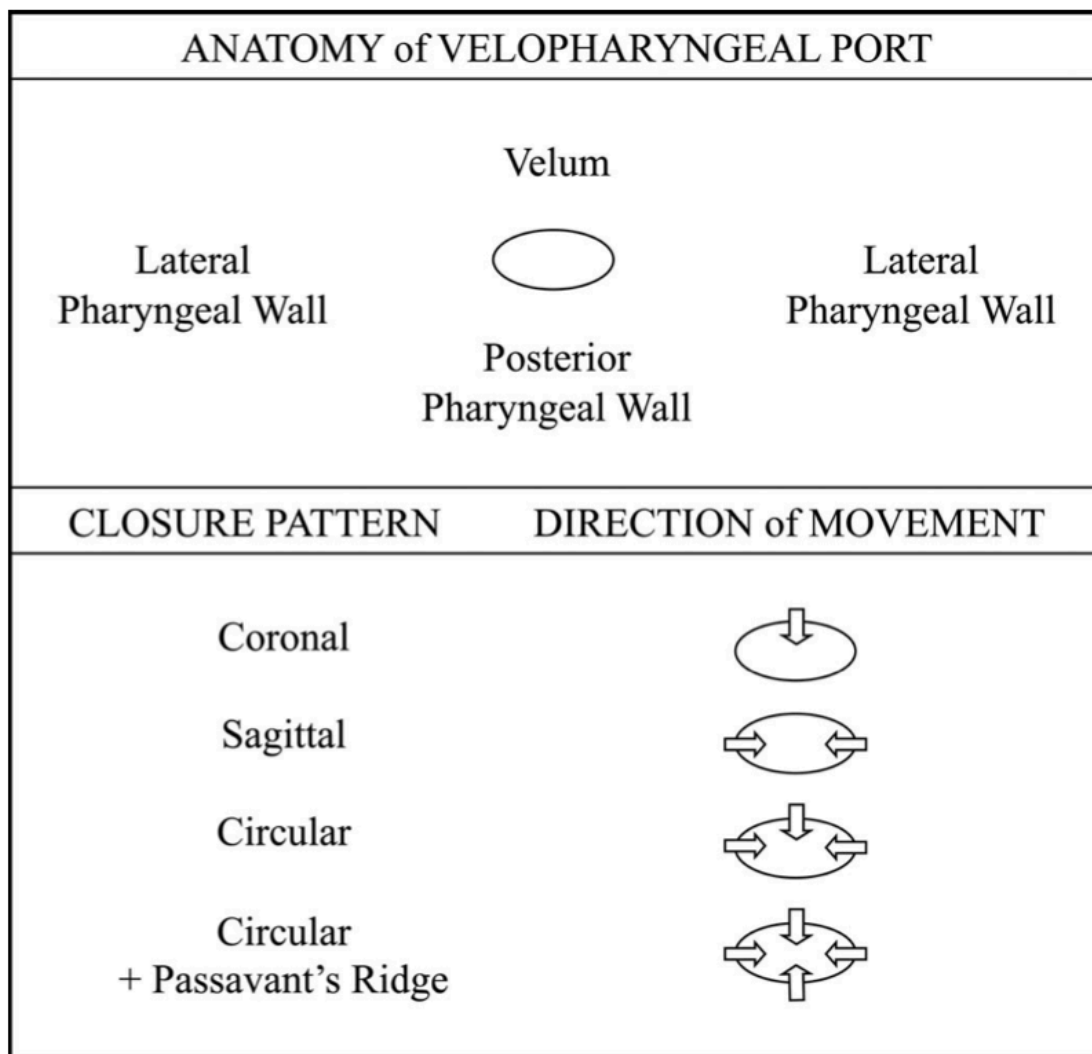 ANATOMY of VELOPHARYNGEAL PORT
Velum
Lateral
Pharyngeal Wall
Lateral
Pharyngeal Wall
Posterior
Pharyngeal Wall
CLOSURE PATTERN DIRECTION of MOVEMENT
Coronal
Sagittal
Circular
Circular
+ Passavant’s Ridge